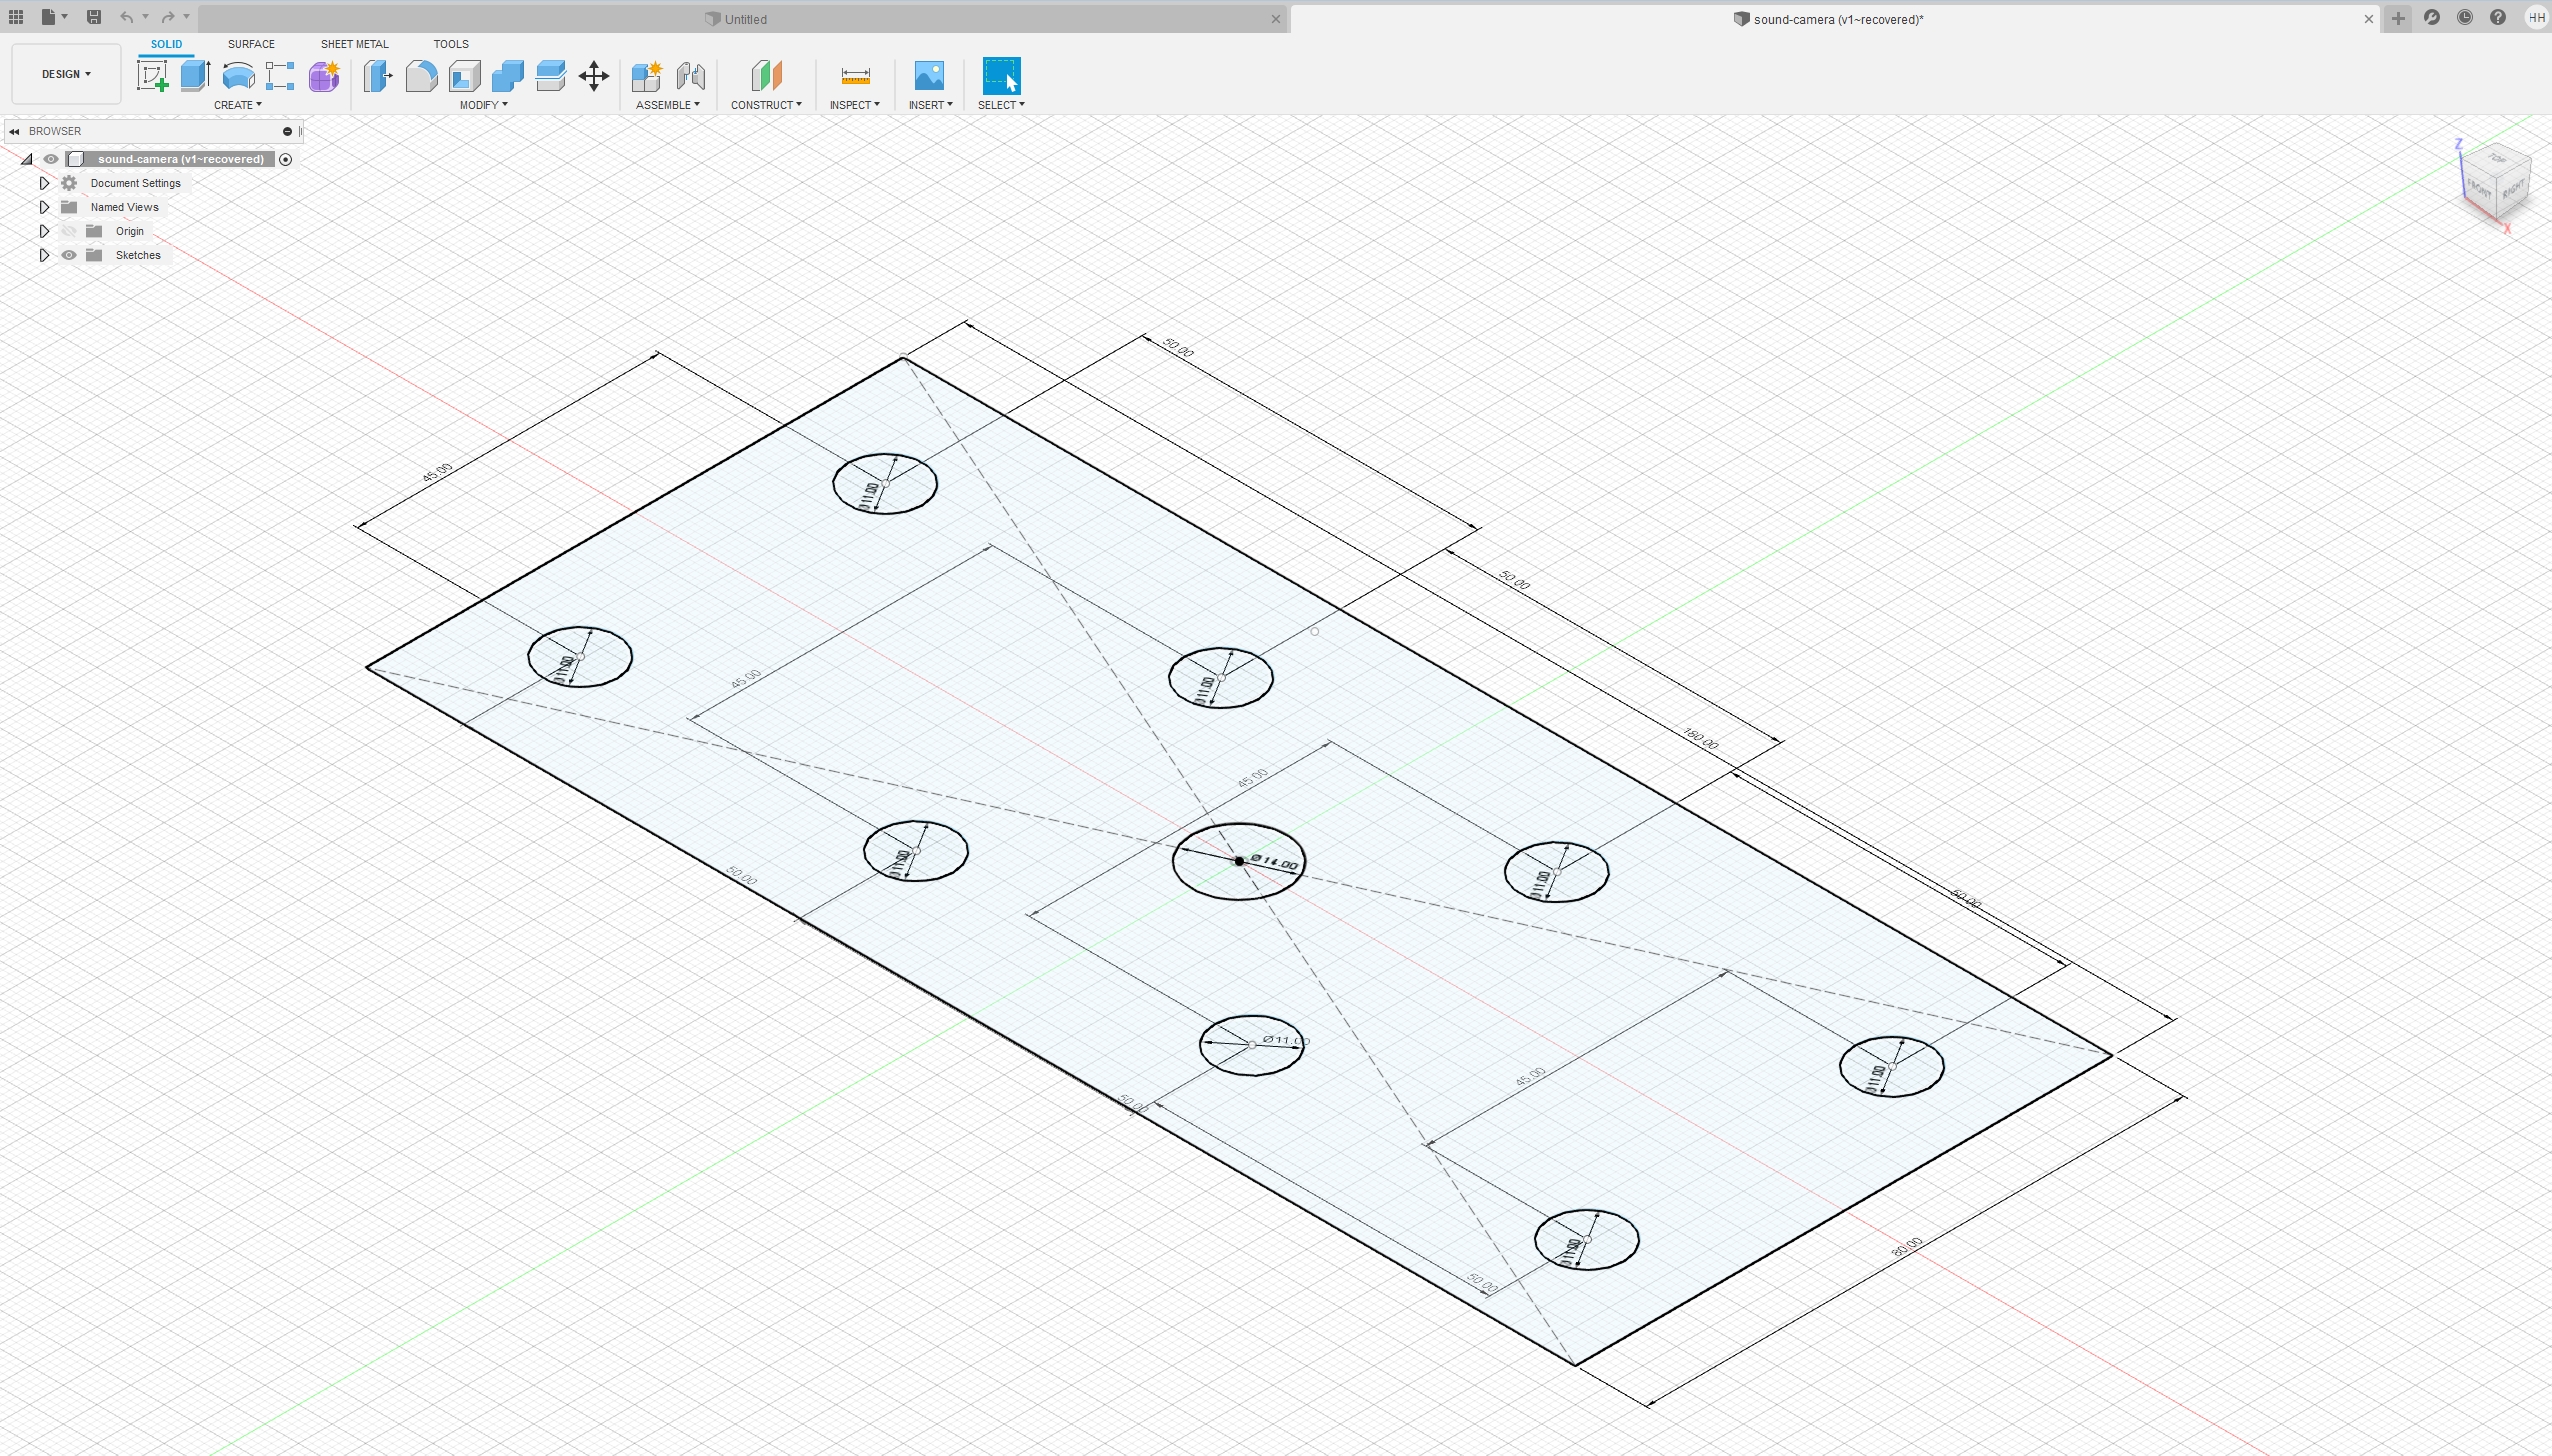 Untitled
sound-camera (v1~recovered)*
HH
SOLID
SURFACE
SHEET METAL
TOOLS
DESIGN
CREATE
MODIFY
ASSEMBLE
CONSTRUCT
INSPECT
INSERT
SELECT
BROWSER
sound-camera (v1~recovered)
Document Settings
Named Views
Origin
Sketches
Z
TOP
FRONT
RIGHT
X
50.00
45.00
Ø11.00
50.00
Ø11.00
45.00
Ø11.00
180.00
45.00
Ø11.00
50.00
Ø14.00
Ø11.00
50.00
Ø11.00
45.00
Ø11.00
50.00
80.00
Ø11.00
50.00